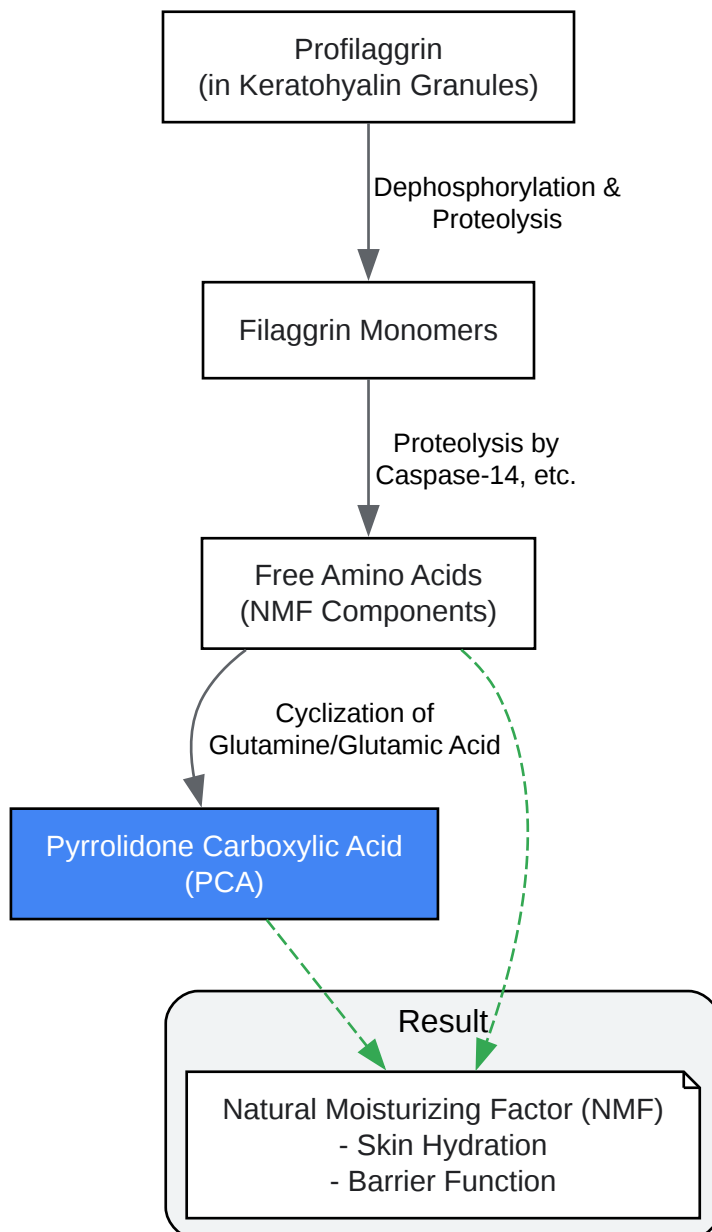 Profilaggrin
(in Keratohyalin Granules)
Dephosphorylation &
Proteolysis
Filaggrin Monomers
Proteolysis by
Caspase-14, etc.
Free Amino Acids
(NMF Components)
Cyclization of
Glutamine/Glutamic Acid
Pyrrolidone Carboxylic Acid
(PCA)
Result
Natural Moisturizing Factor (NMF)
- Skin Hydration
- Barrier Function